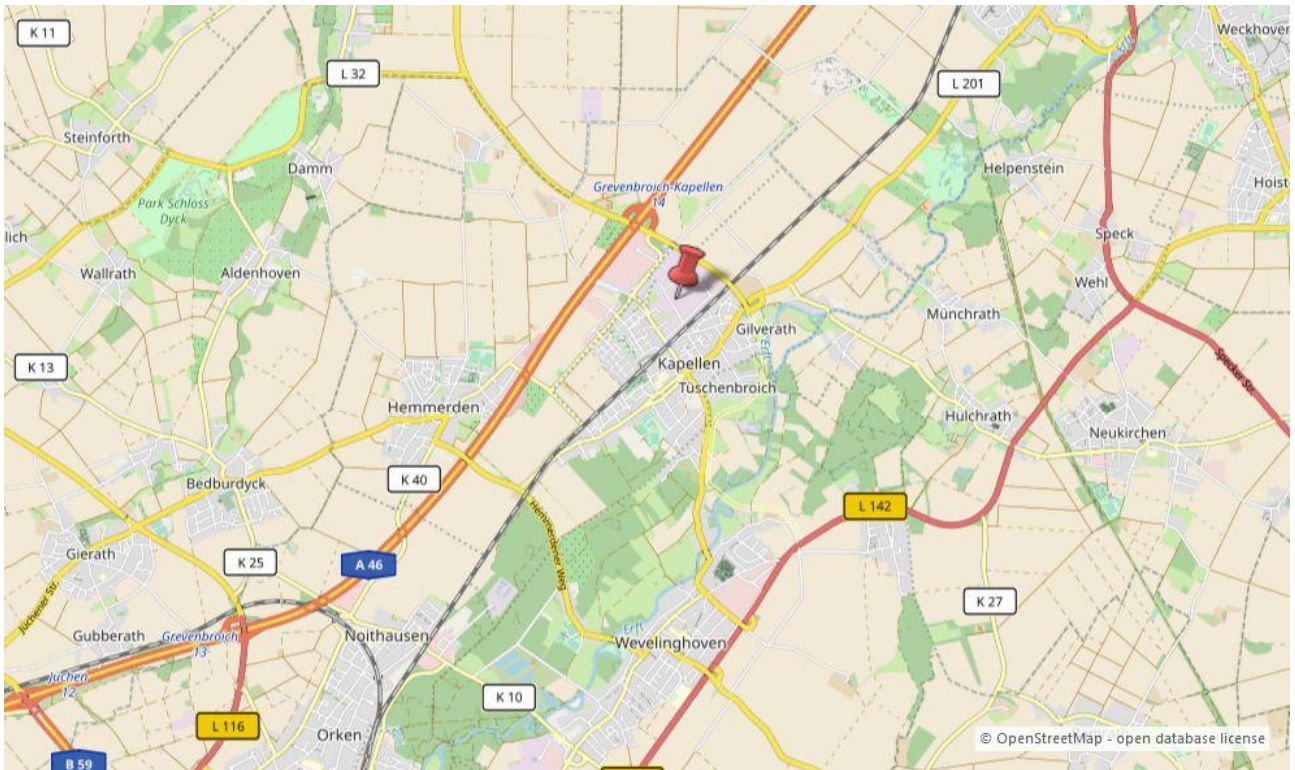 K 11
Weckhoven
L 32
L 201
Erft
Steinforth
Damm
Grevenbroich-Kapellen
14
Helpenstein
Hoist
Park Schloss
Dyck
lich
Wallrath
Aldenhoven
Speck
Wehl
Gilverath
Münchrath
K 13
Kapellen
Erft
Tüschenbroich
Specker Str.
Hemmerden
Hülchrath
Neukirchen
K 40
Bedburdyck
L 142
Hemmerdener Weg
Gierath
K 25
A 46
K 27
Jüchener Str.
Gubberath
Grevenbroich
13
Noithausen
Erft
Wevelinghoven
Jüchen
12
K 10
L 116
Orken
B 59
© OpenStreetMap - open database license